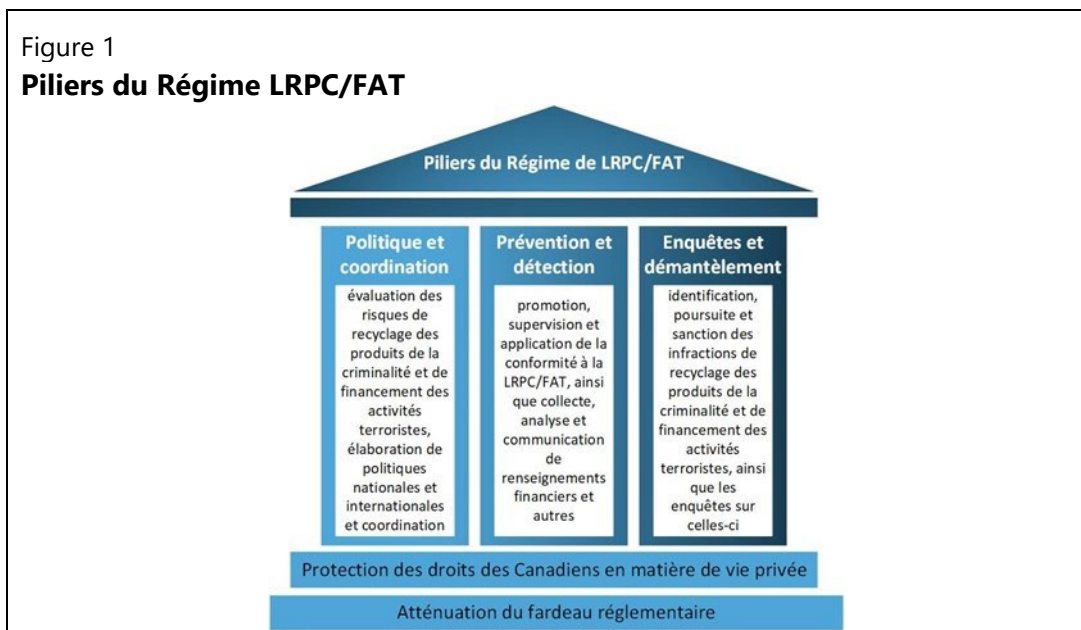 Figure 1
Piliers du Régime LRPC/FAT
Piliers du Régime de LRPC/FAT
Politique et
coordination
évaluation des
risques de
recyclage des
produits de la
criminalité et de
financement des
activités
terroristes,
élaboration de
politiques
nationales et
internationales
et coordination
Prévention et
détection
promotion,
supervision et
application de la
conformité à la
LRPC/FAT, ainsi
que collecte,
analyse et
communication
de
renseignements
financiers et
autres
Enquêtes et
démantèlement
identification,
poursuite et
sanction des
infractions de
recyclage des
produits de la
criminalité et de
financement des
activités
terroristes, ainsi
que les
enquêtes sur
celles-ci
Protection des droits des Canadiens en matière de vie privée
Atténuation du fardeau réglementaire